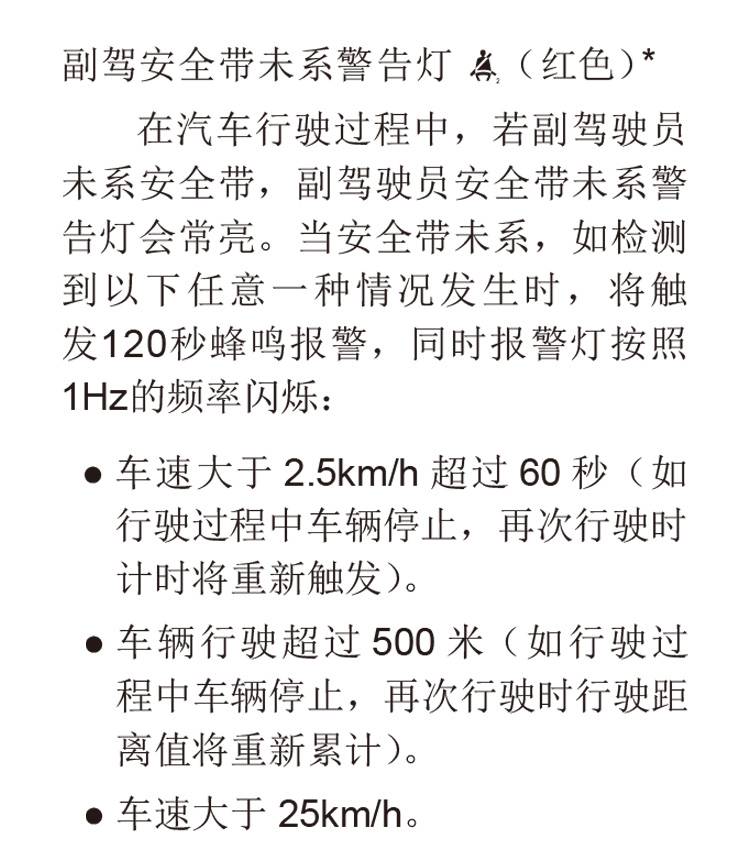 副驾安全带未系警告灯 （红色）*
在汽车行驶过程中，若副驾驶员
未系安全带，副驾驶员安全带未系警
告灯会常亮。当安全带未系，如检测
到以下任意一种情况发生时，将触
发120秒蜂鸣报警，同时报警灯按照
1Hz的频率闪烁：
● 车速大于 2.5km/h 超过 60 秒（如
行驶过程中车辆停止，再次行驶时
计时将重新触发）。
● 车辆行驶超过 500 米（如行驶过
程中车辆停止，再次行驶时行驶距
离值将重新累计）。
● 车速大于 25km/h。